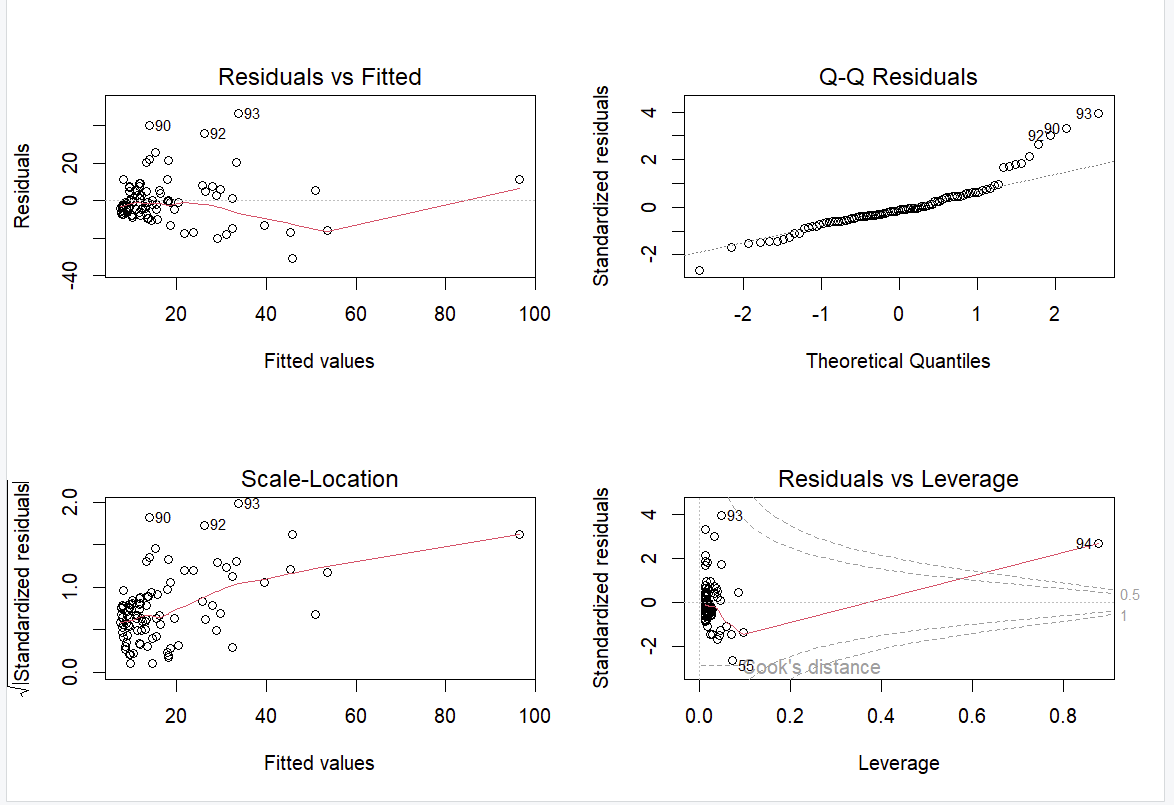 Residuals vs Fitted
Residuals
20
0
-40
90
92
93
20 40 60 80 100
Fitted values
Q-Q Residuals
Standardized residuals
4
2
0
-2
92
90
93
-2 -1 0 1 2
Theoretical Quantiles
Scale-Location
√|Standardized residuals|
2.0
1.0
0.0
90
92
93
20 40 60 80 100
Fitted values
Residuals vs Leverage
Standardized residuals
4
2
0
-2
93
94
0.5
1
55
Cook's distance
0.0 0.2 0.4 0.6 0.8
Leverage